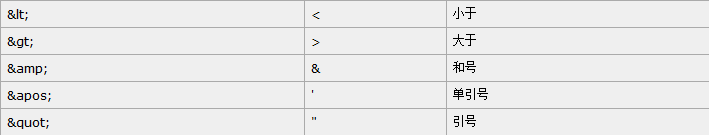 &lt; < 小于
&gt; > 大于
&amp; & 和号
&apos; ' 单引号
&quot; " 引号